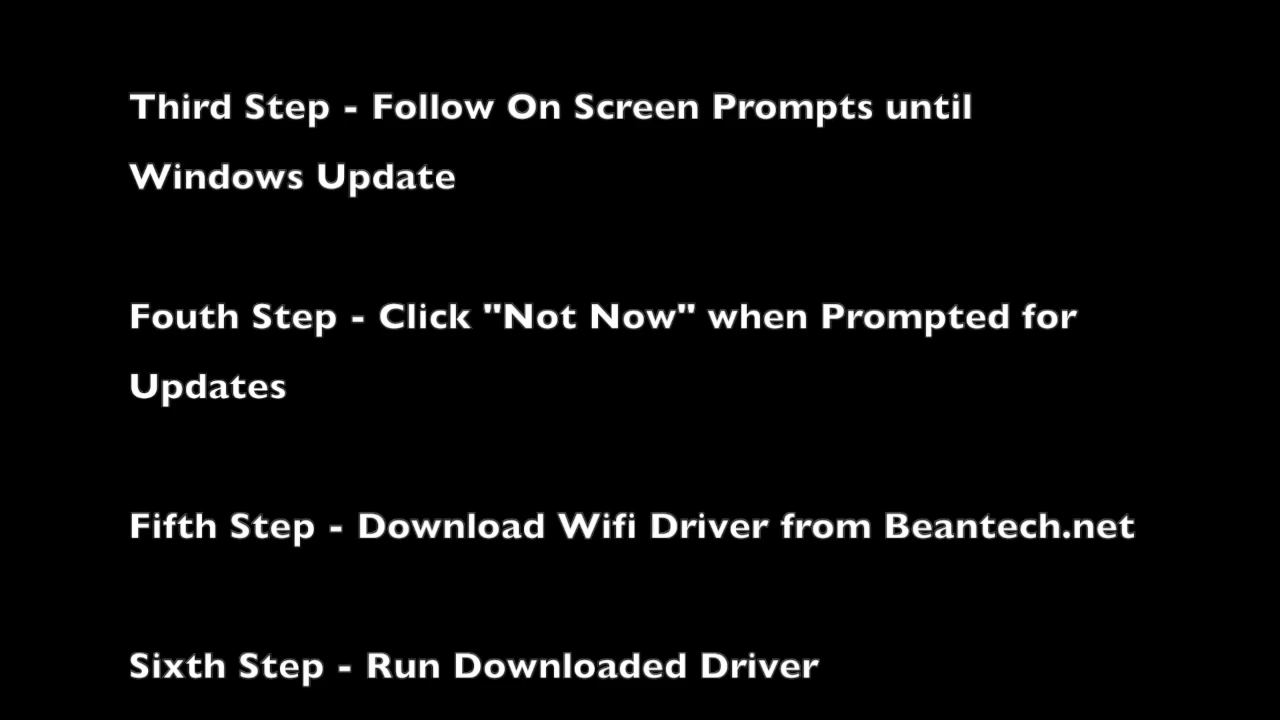 Third Step - Follow On Screen Prompts until
Windows Update
Fouth Step - Click "Not Now" when Prompted for
Updates
Fifth Step - Download Wifi Driver from Beantech.net
Sixth Step - Run Downloaded Driver